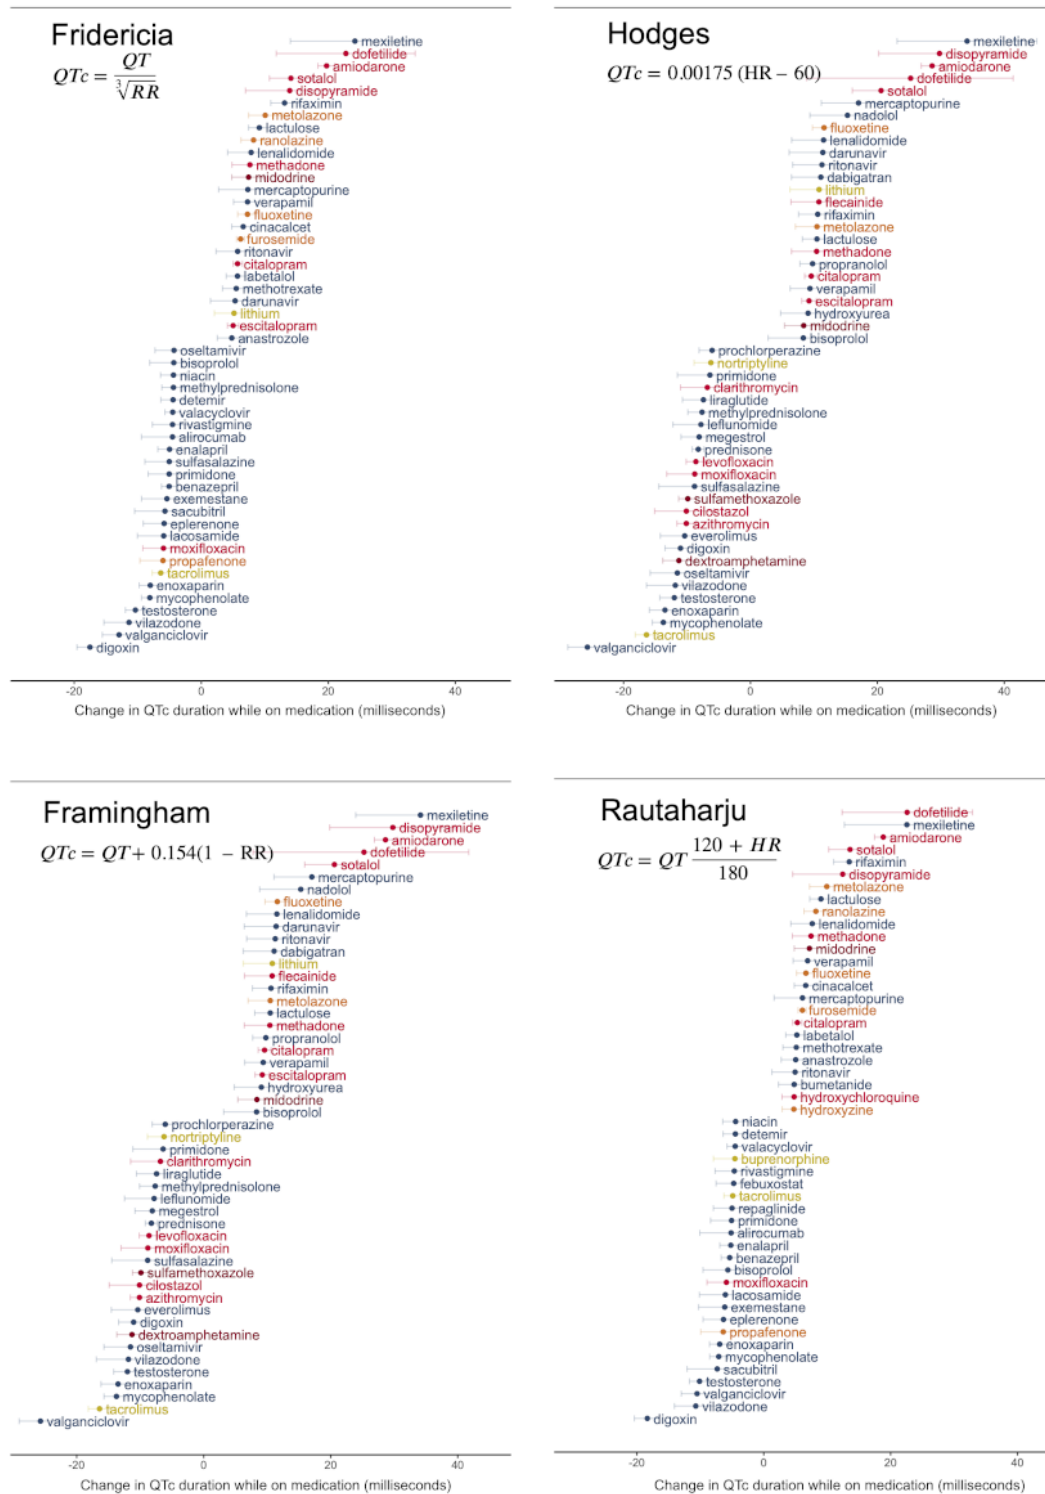 Fridericia
QTc = QT / ∛RR
mexiletine
dofetilide
amiodarone
sotalol
disopyramide
rifaximin
metolazone
lactulose
ranolazine
lenalidomide
methadone
midodrine
mercaptopurine
verapamil
fluoxetine
cinacalcet
furosemide
ritonavir
citalopram
labetalol
methotrexate
darunavir
lithium
escitalopram
anastrozole
oseltamivir
bisoprolol
niacin
methylprednisolone
detemir
valacyclovir
rivastigmine
alirocumab
enalapril
sulfasalazine
primidone
benazepril
exemestane
sacubitril
eplerenone
lacosamide
moxifloxacin
propafenone
tacrolimus
enoxaparin
mycophenolate
testosterone
vilazodone
valganciclovir
digoxin
-20 0 20 40
Change in QTc duration while on medication (milliseconds)
Hodges
QTc = 0.00175 (HR – 60)
mexiletine
disopyramide
amiodarone
dofetilide
sotalol
mercaptopurine
nadolol
fluoxetine
lenalidomide
darunavir
ritonavir
dabigatran
lithium
flecainide
rifaximin
metolazone
lactulose
methadone
propranolol
citalopram
verapamil
escitalopram
hydroxyurea
midodrine
bisoprolol
prochlorperazine
nortriptyline
primidone
clarithromycin
liraglutide
methylprednisolone
leflunomide
megestrol
prednisone
levofloxacin
moxifloxacin
sulfasalazine
sulfamethoxazole
cilostazol
azithromycin
everolimus
digoxin
dextroamphetamine
oseltamivir
vilazodone
testosterone
enoxaparin
mycophenolate
tacrolimus
valganciclovir
-20 0 20 40
Change in QTc duration while on medication (milliseconds)
Framingham
QTc = QT + 0.154(1 – RR)
mexiletine
disopyramide
amiodarone
dofetilide
sotalol
mercaptopurine
nadolol
fluoxetine
lenalidomide
darunavir
ritonavir
dabigatran
lithium
flecainide
rifaximin
metolazone
lactulose
methadone
propranolol
citalopram
verapamil
escitalopram
hydroxyurea
midodrine
bisoprolol
prochlorperazine
nortriptyline
primidone
clarithromycin
liraglutide
methylprednisolone
leflunomide
megestrol
prednisone
levofloxacin
moxifloxacin
sulfasalazine
sulfamethoxazole
cilostazol
azithromycin
everolimus
digoxin
dextroamphetamine
oseltamivir
vilazodone
testosterone
enoxaparin
mycophenolate
tacrolimus
valganciclovir
-20 0 20 40
Change in QTc duration while on medication (milliseconds)
Rautaharju
QTc = QT (120 + HR) / 180
dofetilide
mexiletine
amiodarone
sotalol
rifaximin
disopyramide
metolazone
lactulose
ranolazine
lenalidomide
methadone
midodrine
verapamil
fluoxetine
cinacalcet
mercaptopurine
furosemide
citalopram
labetalol
methotrexate
anastrozole
ritonavir
bumetanide
hydroxychloroquine
hydroxyzine
niacin
detemir
valacyclovir
buprenorphine
rivastigmine
febuxostat
tacrolimus
repaglinide
primidone
alirocumab
enalapril
benazepril
bisoprolol
moxifloxacin
lacosamide
exemestane
eplerenone
propafenone
enoxaparin
mycophenolate
sacubitril
testosterone
valganciclovir
vilazodone
digoxin
-20 0 20 40
Change in QTc duration while on medication (milliseconds)